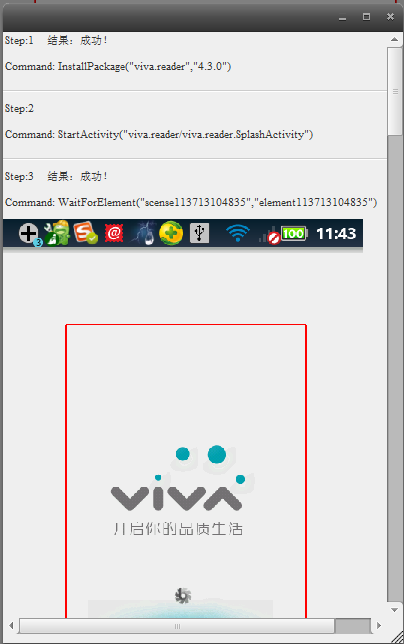 Step:1 结果：成功！
Command: InstallPackage("viva.reader","4.3.0")
Step:2
Command: StartActivity("viva.reader/viva.reader.SplashActivity")
Step:3 结果：成功！
Command: WaitForElement("scense113713104835","element113713104835")
3 S @ 100 11:43
viva
开启你的品质生活